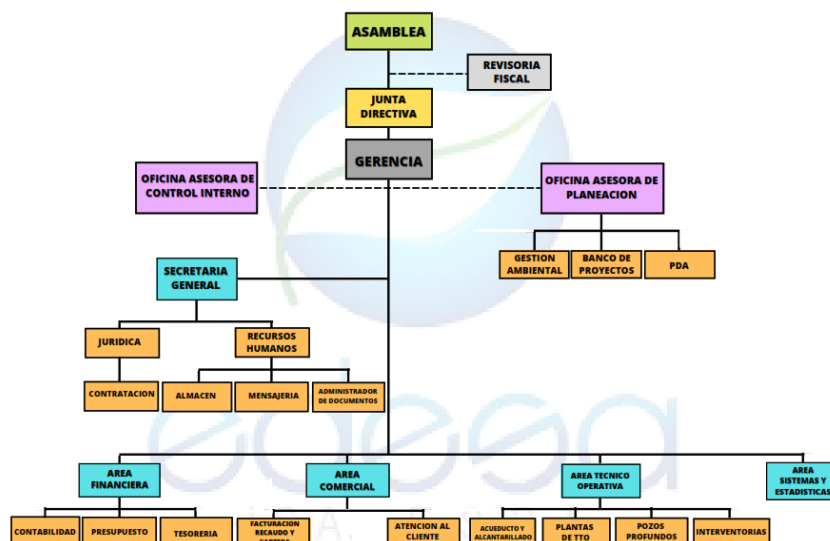 ASAMBLEA
REVISORIA
FISCAL
JUNTA
DIRECTIVA
GERENCIA
OFICINA ASESORA DE
CONTROL INTERNO
OFICINA ASESORA DE
PLANEACION
GESTION
AMBIENTAL
BANCO DE
PROYECTOS
PDA
SECRETARIA
GENERAL
JURIDICA
RECURSOS
HUMANOS
CONTRATACION
ALMACEN
MENSAJERIA
ADMINISTRADOR
DE DOCUMENTOS
edesa
AREA
FINANCIERA
AREA
COMERCIAL
AREA TECNICO
OPERATIVA
AREA
SISTEMAS Y
ESTADISTICAS
CONTABILIDAD
PRESUPUESTO
TESORERIA
FACTURACION
RECAUDO Y
ATENCION AL
CLIENTE
ACUEDUCTO Y
ALCANTARILLADO
PLANTAS
DE TTO
POZOS
PROFUNDOS
INTERVENTORIAS